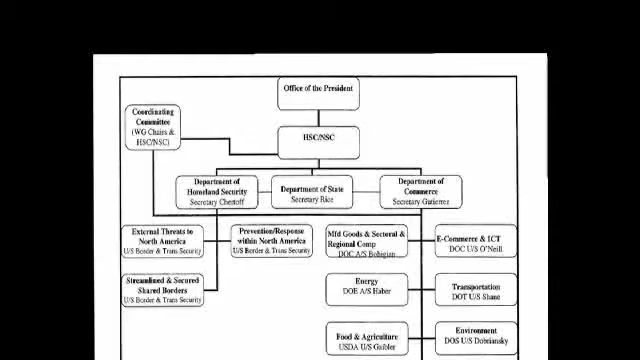 Office of the President
Coordinating
Committee
(WG Chairs &
HSC/NSC)
HSC/NSC
Department of
Homeland Security
Secretary Chertoff
Department of State
Secretary Rice
Department of
Commerce
Secretary Gutierrez
External Threats to
North America
U/S Border & Trans Security
Prevention/Response
within North America
U/S Border & Trans Security
Mfd Goods & Sectoral &
Regional Comp
DOC A/S Bohigian
E-Commerce & ICT
DOC U/S O'Neill
Streamlined & Secured
Shared Borders
U/S Border & Trans Security
Energy
DOE A/S Haber
Transportation
DOT U/S Shane
Food & Agriculture
USDA U/S Gaibler
Environment
DOS U/S Dobriansky